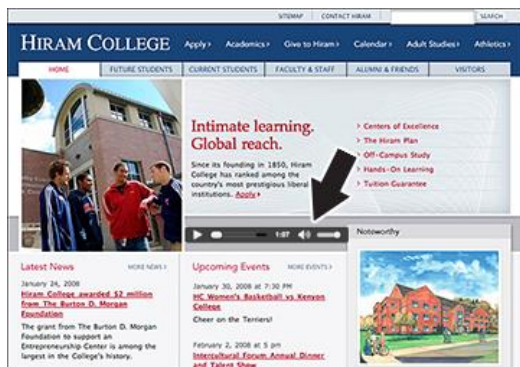 SITEMAP CONTACT HIRAM SEARCH
HIRAM COLLEGE Apply> Academics> Give to Hiram> Calendar> Adult Studies> Athletics>
HOME FUTURE STUDENTS CURRENT STUDENTS FACULTY & STAFF ALUMNI & FRIENDS VISITORS
Intimate learning.
Global reach.
Since its founding in 1850, Hiram
College has ranked among the
country's most prestigious liberal
institutions. Apply>
> Centers of Excellence
> The Hiram Plan
> Off-Campus Study
> Hands-On Learning
> Tuition Guarantee
1:07
Latest News MORE NEWS>
January 24, 2008
Hiram College awarded $2 million
from The Burton D. Morgan
Foundation
The grant from The Burton D. Morgan
Foundation to support an
Entrepreneurship Center is among the
largest in the College's history.
Upcoming Events MORE EVENTS>
January 30, 2008 at 7:30 PM
HC Women's Basketball vs Kenyon
College
Cheer on the Terriers!
February 2, 2008 at 5 pm
Intercultural Forum Annual Dinner
and Talent Show
Noteworthy